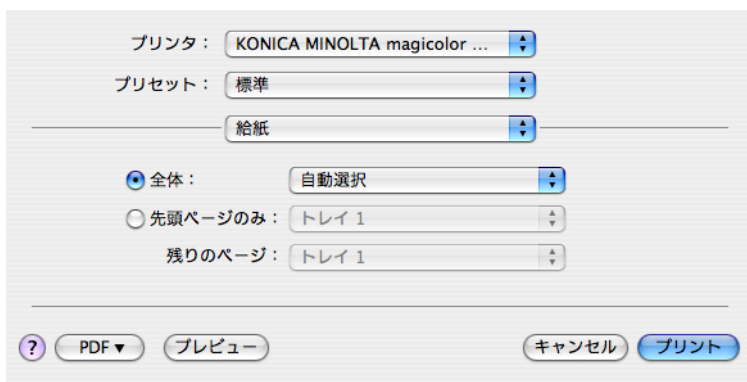 プリンタ： KONICA MINOLTA magicolor ...
プリセット： 標準
給紙
全体： 自動選択
先頭ページのみ： トレイ 1
残りのページ： トレイ 1
? PDF▼ プレビュー キャンセル プリント